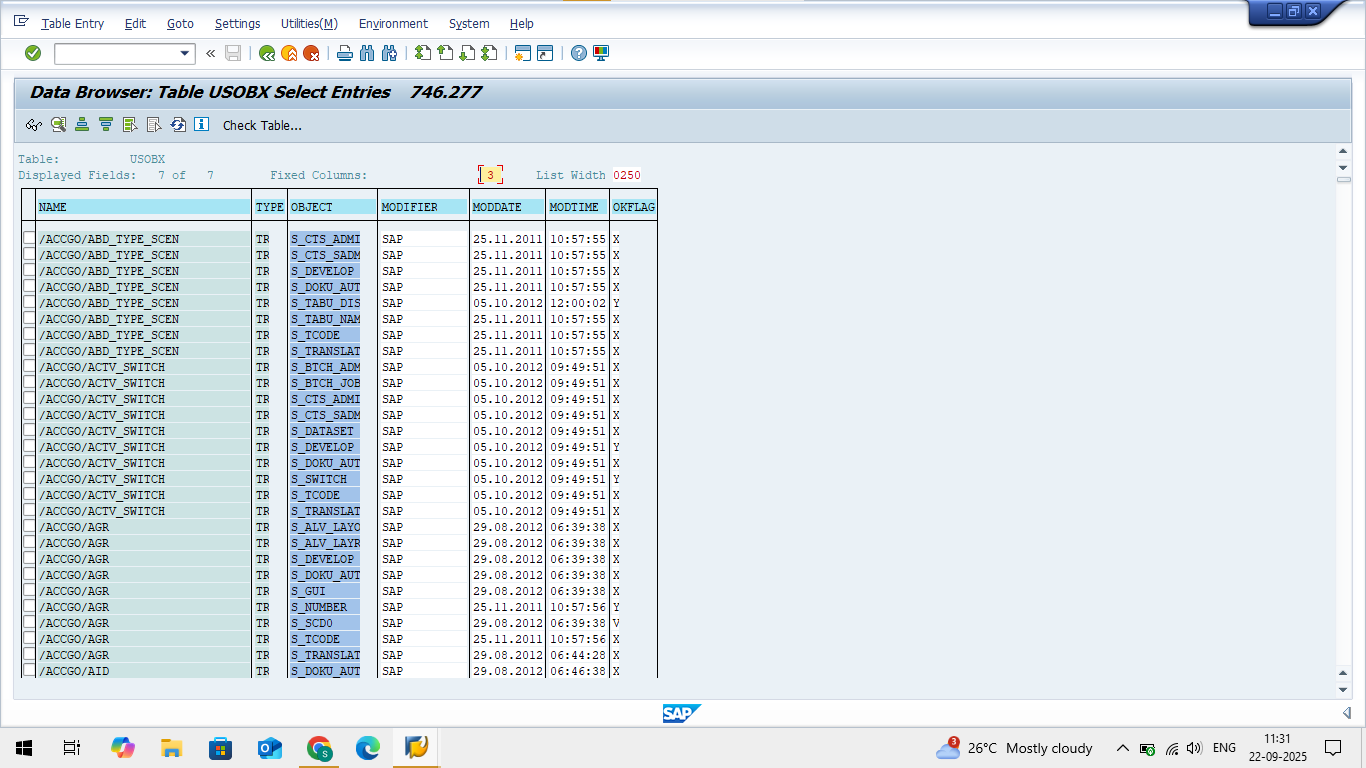 Table Entry Edit Goto Settings Utilities(M) Environment System Help
Data Browser: Table USOBX Select Entries 746.277
Check Table...
Table: USOBX
Displayed Fields: 7 of 7 Fixed Columns: 3 List Width 0250
NAME TYPE OBJECT MODIFIER MODDATE MODTIME OKFLAG
/ACCGO/ABD_TYPE_SCEN TR S_CTS_ADMI SAP 25.11.2011 10:57:55 X
/ACCGO/ABD_TYPE_SCEN TR S_CTS_SADM SAP 25.11.2011 10:57:55 X
/ACCGO/ABD_TYPE_SCEN TR S_DEVELOP SAP 25.11.2011 10:57:55 X
/ACCGO/ABD_TYPE_SCEN TR S_DOKU_AUT SAP 25.11.2011 10:57:55 X
/ACCGO/ABD_TYPE_SCEN TR S_TABU_DIS SAP 05.10.2012 12:00:02 Y
/ACCGO/ABD_TYPE_SCEN TR S_TABU_NAM SAP 25.11.2011 10:57:55 X
/ACCGO/ABD_TYPE_SCEN TR S_TCODE SAP 25.11.2011 10:57:55 X
/ACCGO/ABD_TYPE_SCEN TR S_TRANSLAT SAP 25.11.2011 10:57:55 X
/ACCGO/ACTV_SWITCH TR S_BTCH_ADM SAP 05.10.2012 09:49:51 X
/ACCGO/ACTV_SWITCH TR S_BTCH_JOB SAP 05.10.2012 09:49:51 X
/ACCGO/ACTV_SWITCH TR S_CTS_ADMI SAP 05.10.2012 09:49:51 X
/ACCGO/ACTV_SWITCH TR S_CTS_SADM SAP 05.10.2012 09:49:51 X
/ACCGO/ACTV_SWITCH TR S_DATASET SAP 05.10.2012 09:49:51 X
/ACCGO/ACTV_SWITCH TR S_DEVELOP SAP 05.10.2012 09:49:51 Y
/ACCGO/ACTV_SWITCH TR S_DOKU_AUT SAP 05.10.2012 09:49:51 X
/ACCGO/ACTV_SWITCH TR S_SWITCH SAP 05.10.2012 09:49:51 Y
/ACCGO/ACTV_SWITCH TR S_TCODE SAP 05.10.2012 09:49:51 X
/ACCGO/ACTV_SWITCH TR S_TRANSLAT SAP 05.10.2012 09:49:51 X
/ACCGO/AGR TR S_ALV_LAYO SAP 29.08.2012 06:39:38 X
/ACCGO/AGR TR S_ALV_LAYR SAP 29.08.2012 06:39:38 X
/ACCGO/AGR TR S_DEVELOP SAP 29.08.2012 06:39:38 X
/ACCGO/AGR TR S_DOKU_AUT SAP 29.08.2012 06:39:38 X
/ACCGO/AGR TR S_GUI SAP 29.08.2012 06:39:38 X
/ACCGO/AGR TR S_NUMBER SAP 25.11.2011 10:57:56 Y
/ACCGO/AGR TR S_SCD0 SAP 29.08.2012 06:39:38 V
/ACCGO/AGR TR S_TCODE SAP 25.11.2011 10:57:56 X
/ACCGO/AGR TR S_TRANSLAT SAP 29.08.2012 06:44:28 X
/ACCGO/AID TR S_DOKU_AUT SAP 29.08.2012 06:46:38 X
SAP
3 26°C Mostly cloudy ENG 11:31
22-09-2025